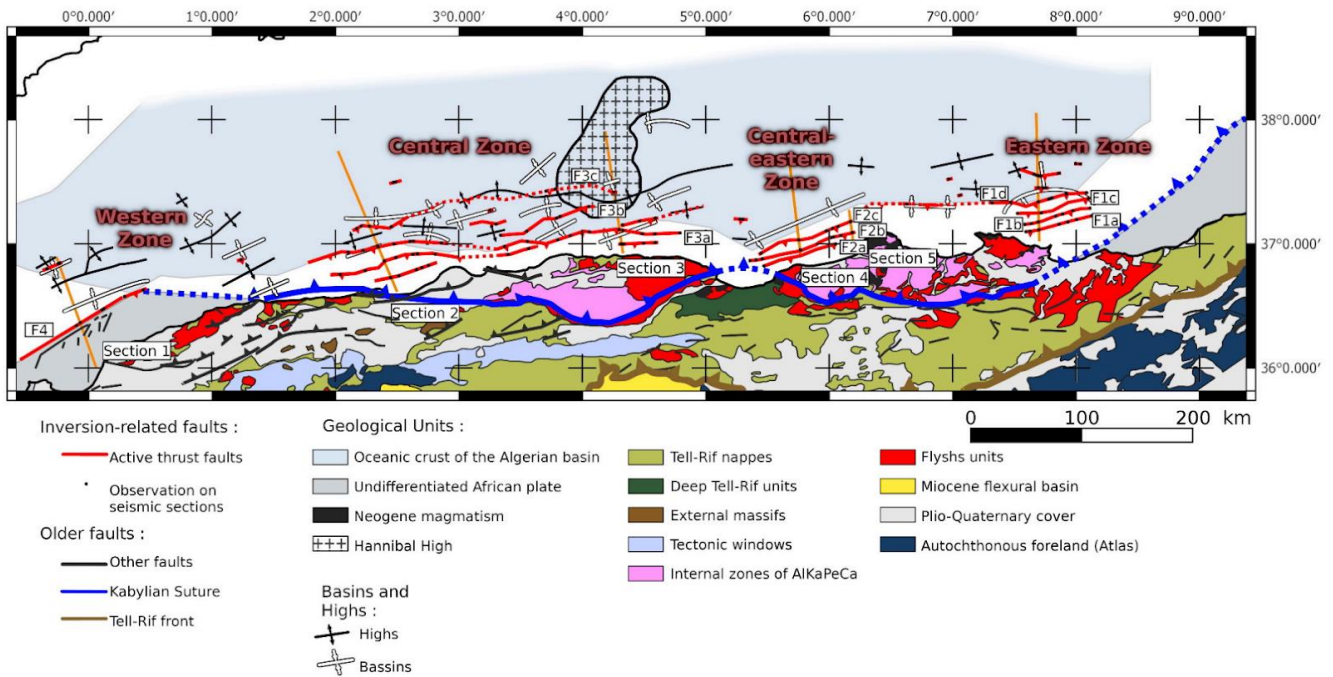 0°0.000' 1°0.000' 2°0.000' 3°0.000' 4°0.000' 5°0.000' 6°0.000' 7°0.000' 8°0.000' 9°0.000'
38°0.000'
37°0.000'
36°0.000'
Western
Zone
Central Zone
Central-
eastern
Zone
Eastern Zone
F3c
F3b
F3a
F2c
F2b
F2a
F1d
F1c
F1b
F1a
F4
Section 1
Section 2
Section 3
Section 4
Section 5
0 100 200 km
Inversion-related faults :
Active thrust faults
Observation on
seismic sections
Older faults :
Other faults
Kabylian Suture
Tell-Rif front
Geological Units :
Oceanic crust of the Algerian basin
Undifferentiated African plate
Neogene magmatism
Hannibal High
Basins and
Highs :
Highs
Bassins
Tell-Rif nappes
Deep Tell-Rif units
External massifs
Tectonic windows
Internal zones of AlKaPeCa
Flyshs units
Miocene flexural basin
Plio-Quaternary cover
Autochthonous foreland (Atlas)